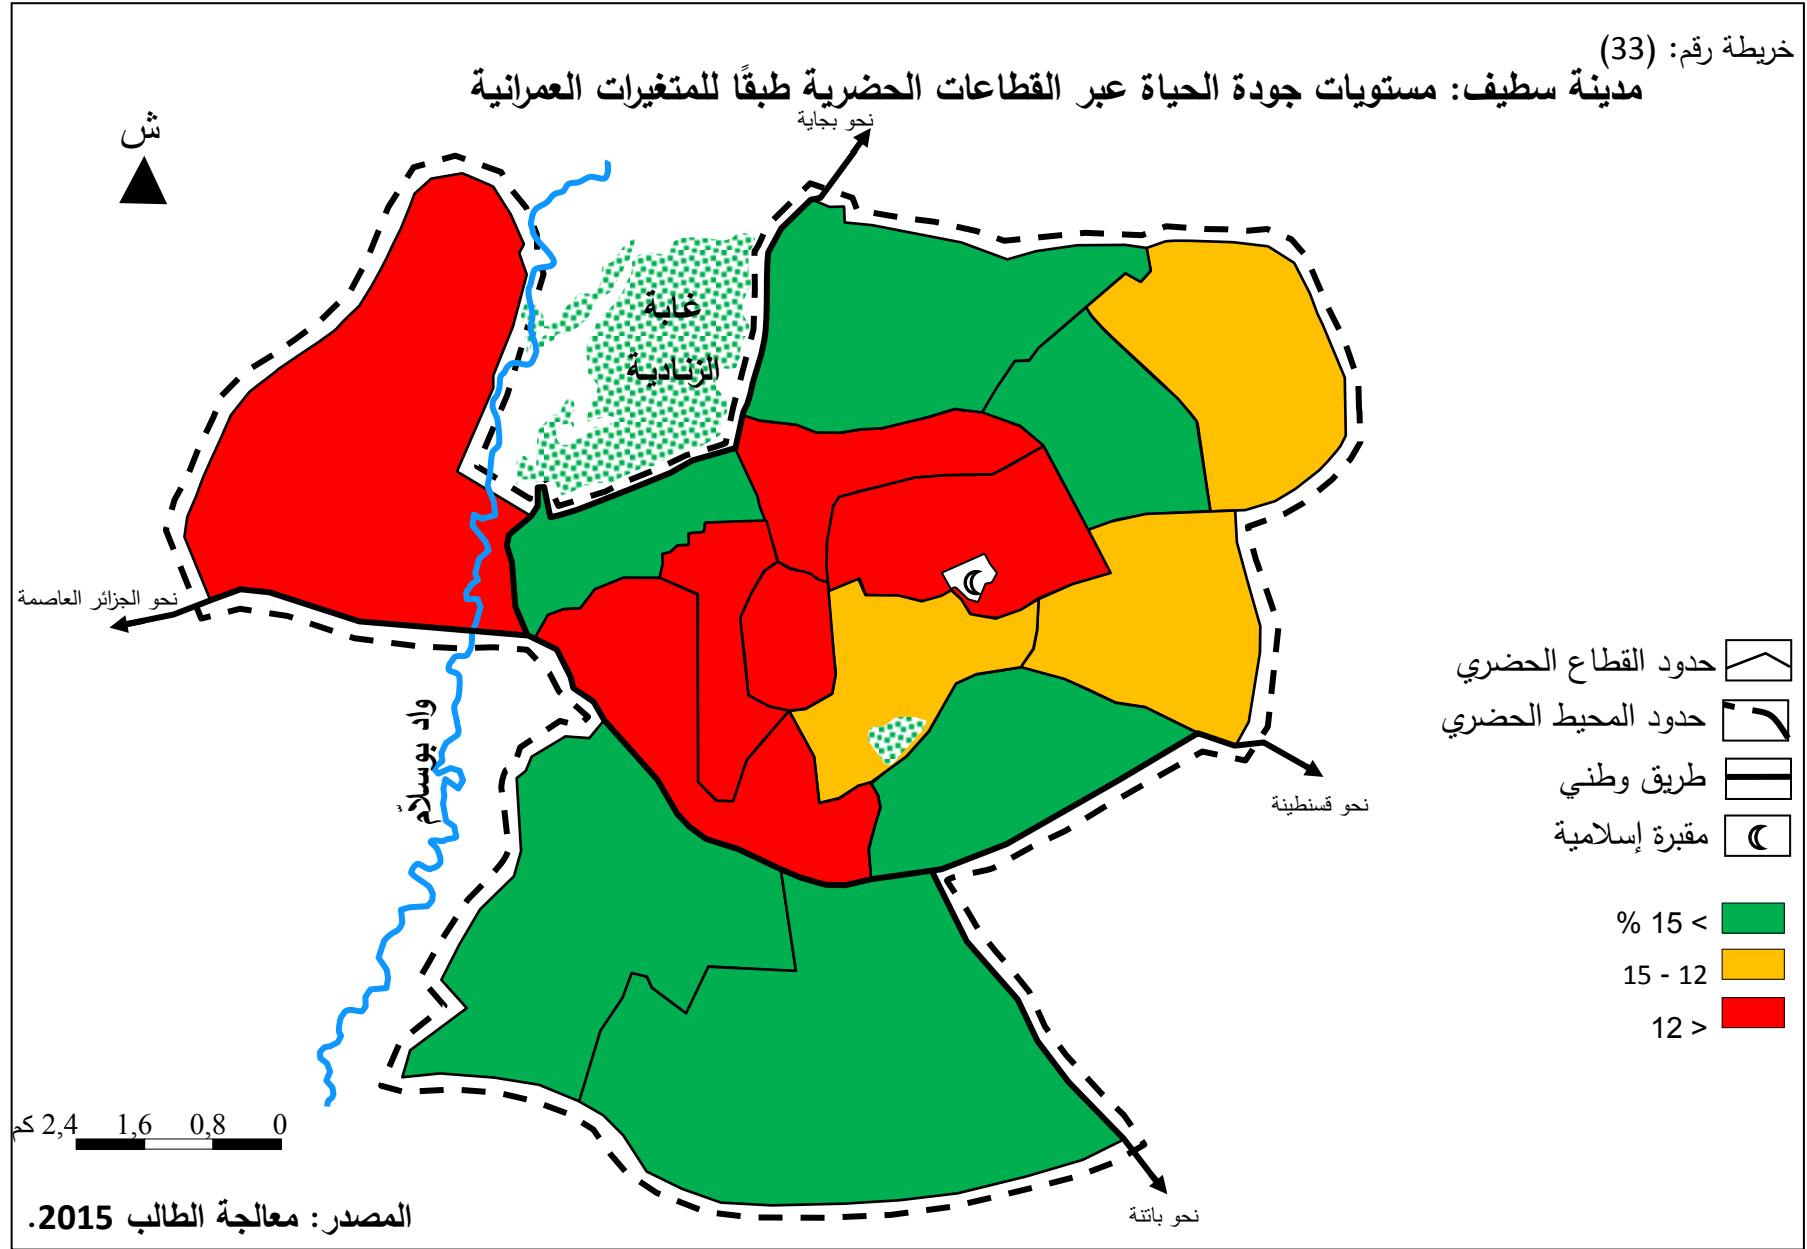 خريطة رقم: (33)
مدينة سطيف: مستويات جودة الحياة عبر القطاعات الحضرية طبقًا للمتغيرات العمرانية
نحو بجاية
ش
غابة
الزنادية
نحو الجزائر العاصمة
واد بوسلاّم
حدود القطاع الحضري
حدود المحيط الحضري
طريق وطني
مقبرة إسلامية
نحو قسنطينة
% 15 <
15 - 12
12 >
2,4 كم 1,6 0,8 0
نحو باتنة
المصدر: معالجة الطالب 2015.